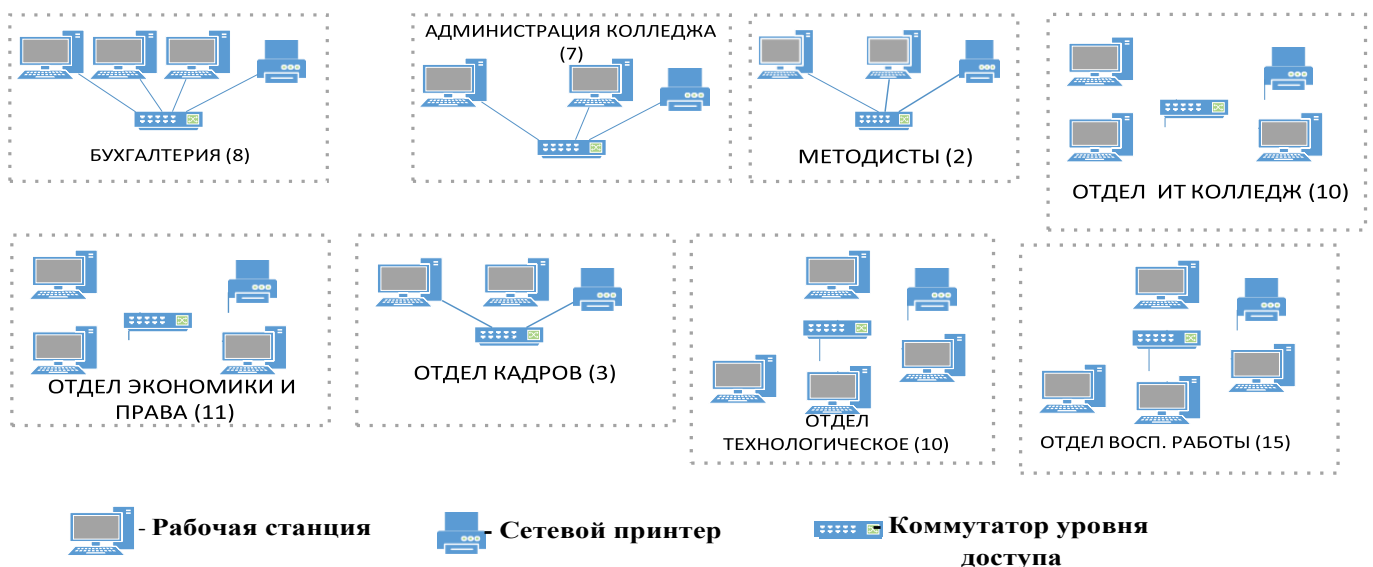 АДМИНИСТРАЦИЯ КОЛЛЕДЖА
(7)
БУХГАЛТЕРИЯ (8)
МЕТОДИСТЫ (2)
ОТДЕЛ ИТ КОЛЛЕДЖ (10)
ОТДЕЛ ЭКОНОМИКИ И
ПРАВА (11)
ОТДЕЛ КАДРОВ (3)
ОТДЕЛ
ТЕХНОЛОГИЧЕСКОЕ (10)
ОТДЕЛ ВОСП. РАБОТЫ (15)
- Рабочая станция
- Сетевой принтер
- Коммутатор уровня
доступа